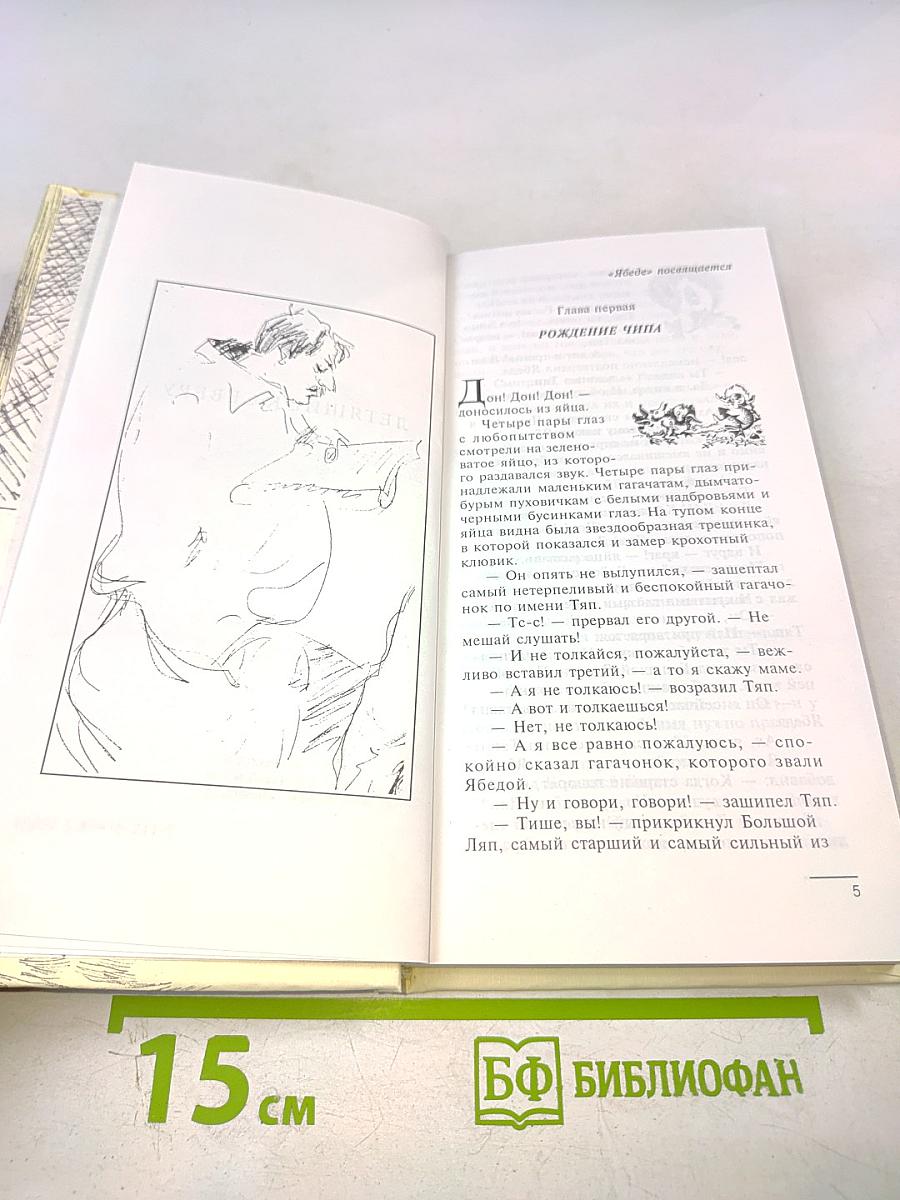 «Ябеде» посвящается
Глава первая
РОЖДЕНИЕ ЧИПА
Дон! Дон! Дон! —
доносилось из яйца.
Четыре пары глаз
с любопытством
смотрели на зелено-
ватое яйцо, из которо-
го раздавался звук. Четыре пары глаз при-
надлежали маленьким гагачатам, дымчато-
бурым пуховичкам с белыми надбровьями и
черными бусинками глаз. На тупом конце
яйца видна была звездообразная трещинка,
в которой показался и замер крохотный
клювик.
— Он опять не вылупился, — зашептал
самый нетерпеливый и беспокойный гагачо-
нок по имени Тяп.
— Тс-с! — прервал его другой. — Не
мешай слушать!
— И не толкайся, пожалуйста, — веж-
ливо вставил третий, — а то я скажу маме.
— А я не толкаюсь! — возразил Тяп.
— А вот и толкаешься!
— Нет, не толкаюсь!
— А я все равно пожалуюсь, — спо-
койно сказал гагачонок, которого звали
Ябедой.
— Ну и говори, говори! — зашипел Тяп.
— Тише, вы! — прикрикнул Большой
Ляп, самый старший и самый сильный из
5
15 см
БФ БИБЛИОФАН